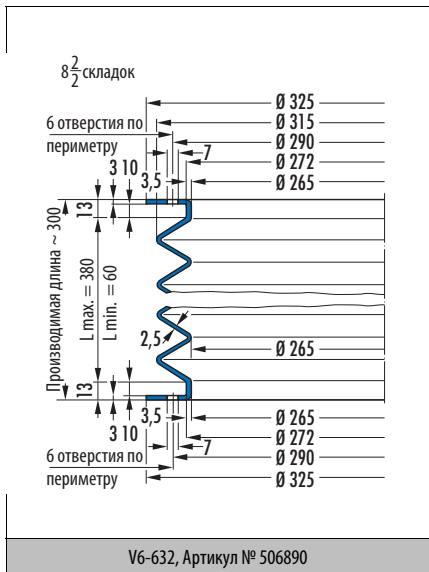 8 2/2 складок
Ø 325
Ø 315
6 отверстия по периметру
Ø 290
7
3 10
Ø 272
3,5
Ø 265
13
Производимая длина ~ 300
L max. = 380
L min. = 60
2,5
Ø 265
13
3,5
Ø 265
3 10
Ø 272
7
6 отверстия по периметру
Ø 290
Ø 325
V6-632, Артикул № 506890